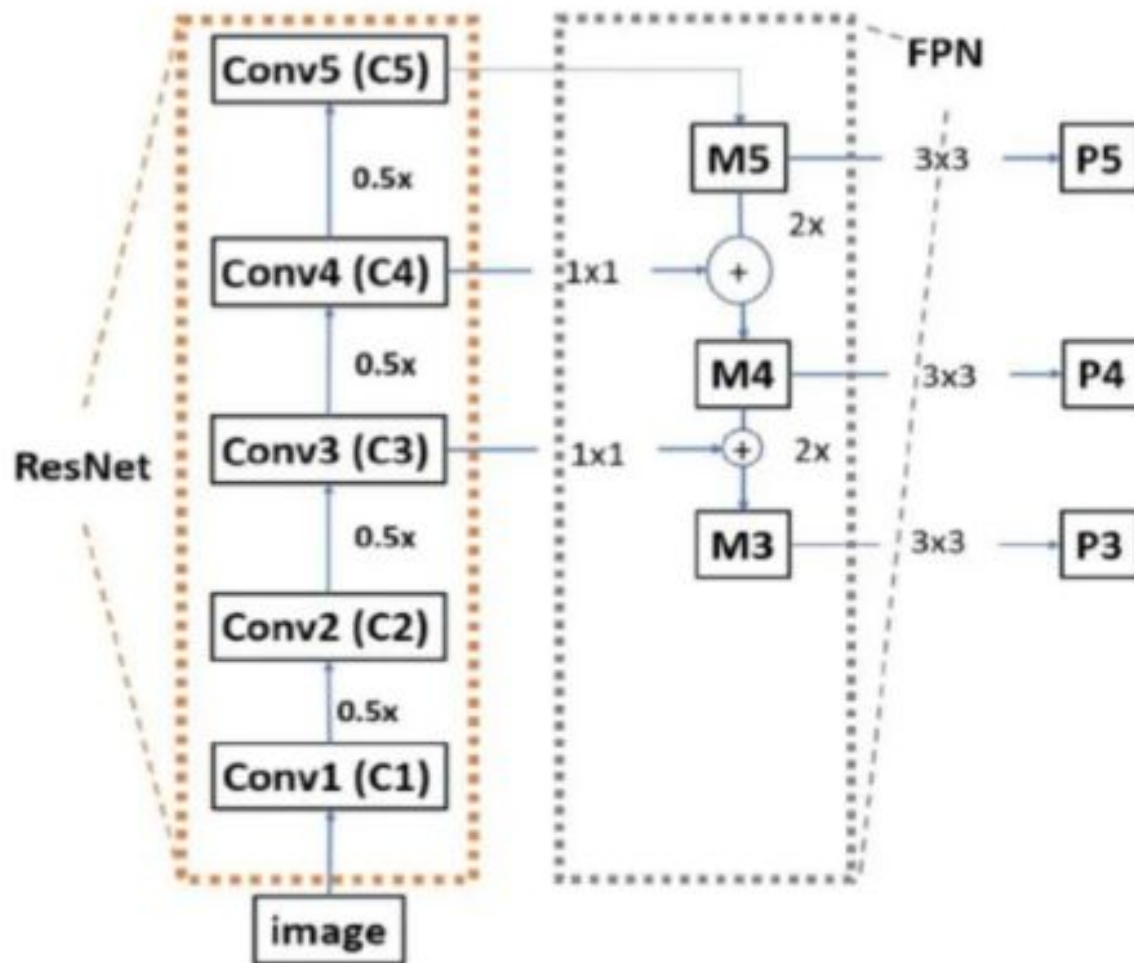 Conv5 (C5)
FPN
M5
3x3
P5
0.5x
2x
Conv4 (C4)
1x1
+
0.5x
M4
3x3
P4
ResNet
Conv3 (C3)
1x1
+
2x
0.5x
M3
3x3
P3
Conv2 (C2)
0.5x
Conv1 (C1)
image